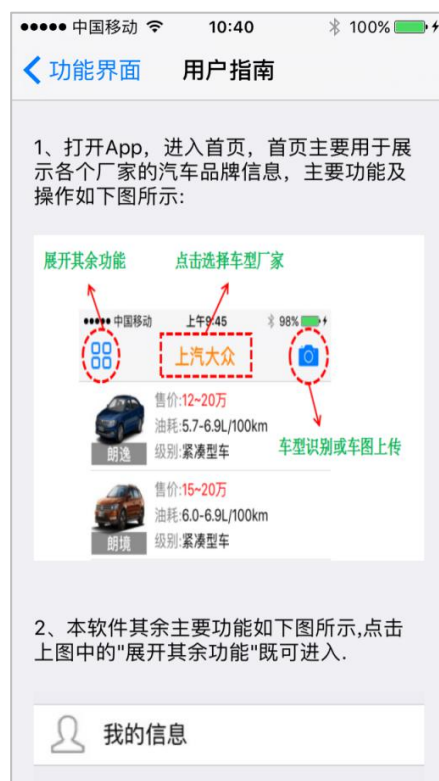 中国移动 10:40 100%
功能界面 用户指南
1、打开App，进入首页，首页主要用于展
示各个厂家的汽车品牌信息，主要功能及
操作如下图所示:
展开其余功能 点击选择车型厂家
中国移动 上午9:45 98%
上汽大众
售价:12~20万
油耗:5.7-6.9L/100km
朗逸 级别:紧凑型车
车型识别或车图上传
售价:15~20万
油耗:6.0-6.9L/100km
朗境 级别:紧凑型车
2、本软件其余主要功能如下图所示,点击
上图中的"展开其余功能"既可进入.
我的信息